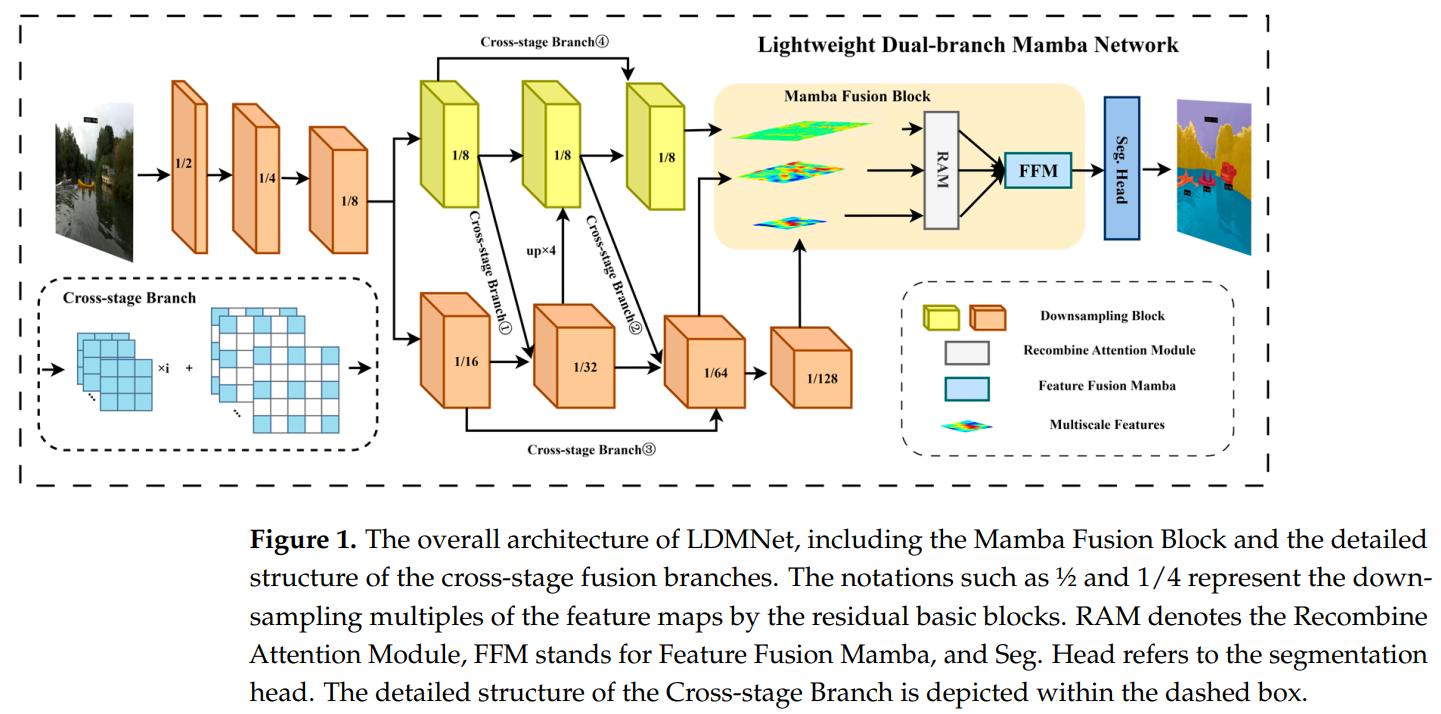 Cross-stage Branch④
Lightweight Dual-branch Mamba Network
Mamba Fusion Block
1/2
1/4
1/8
1/8
1/8
1/8
RAM
FFM
Seg. Head
Cross-stage Branch①
up×4
Cross-stage Branch②
Cross-stage Branch
×i +
1/16
1/32
1/64
1/128
Cross-stage Branch③
Downsampling Block
Recombine Attention Module
Feature Fusion Mamba
Multiscale Features
Figure 1. The overall architecture of LDMNet, including the Mamba Fusion Block and the detailed
structure of the cross-stage fusion branches. The notations such as ½ and 1/4 represent the down-
sampling multiples of the feature maps by the residual basic blocks. RAM denotes the Recombine
Attention Module, FFM stands for Feature Fusion Mamba, and Seg. Head refers to the segmentation
head. The detailed structure of the Cross-stage Branch is depicted within the dashed box.